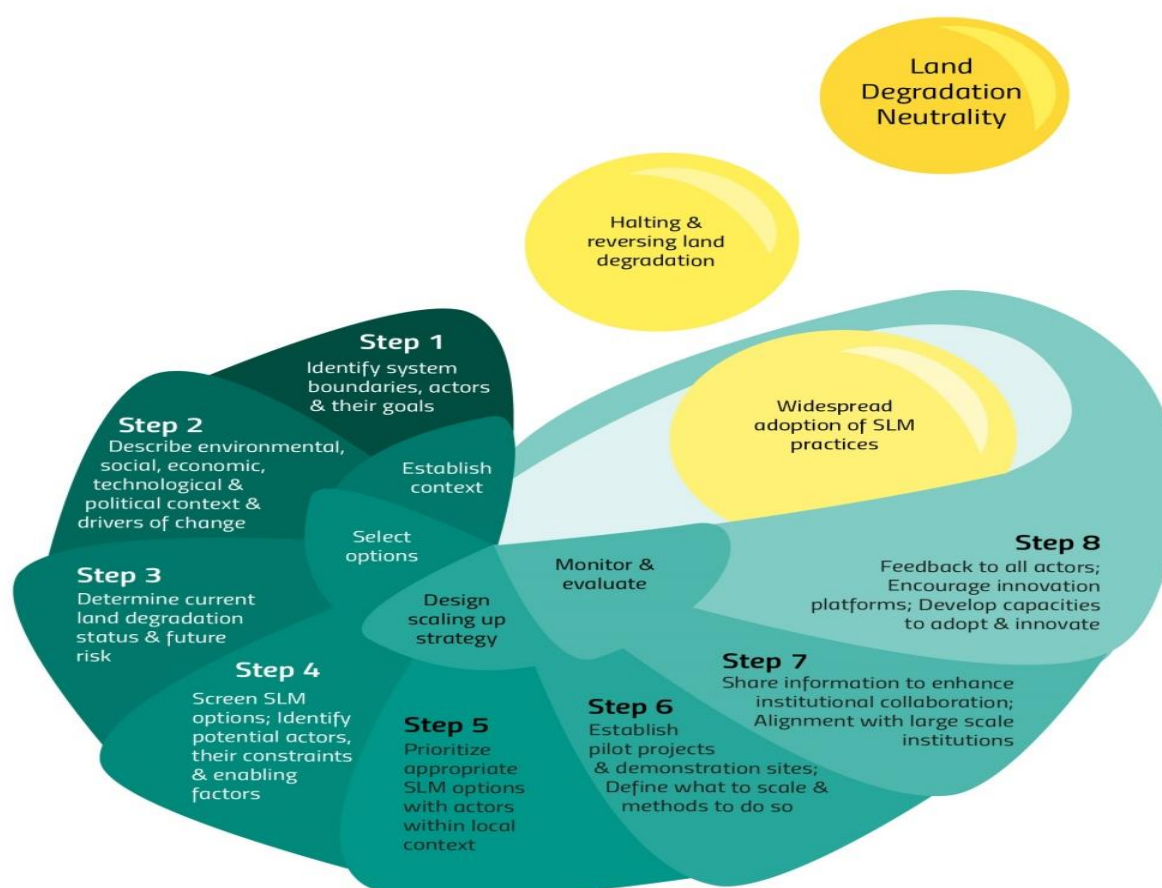 Land
Degradation
Neutrality
Halting &
reversing land
degradation
Widespread
adoption of SLM
practices
Step 1
Identify system
boundaries, actors
& their goals
Establish
context
Step 2
Describe environmental,
social, economic,
technological &
political context &
drivers of change
Select
options
Step 3
Determine current
land degradation
status & future
risk
Design
scaling up
strategy
Monitor &
evaluate
Step 4
Screen SLM
options; Identify
potential actors,
their constraints
& enabling
factors
Step 5
Prioritize
appropriate
SLM options
with actors
within local
context
Step 6
Establish
pilot projects
& demonstration sites;
Define what to scale &
methods to do so
Step 7
Share information to enhance
institutional collaboration;
Alignment with large scale
institutions
Step 8
Feedback to all actors;
Encourage innovation
platforms; Develop capacities
to adopt & innovate